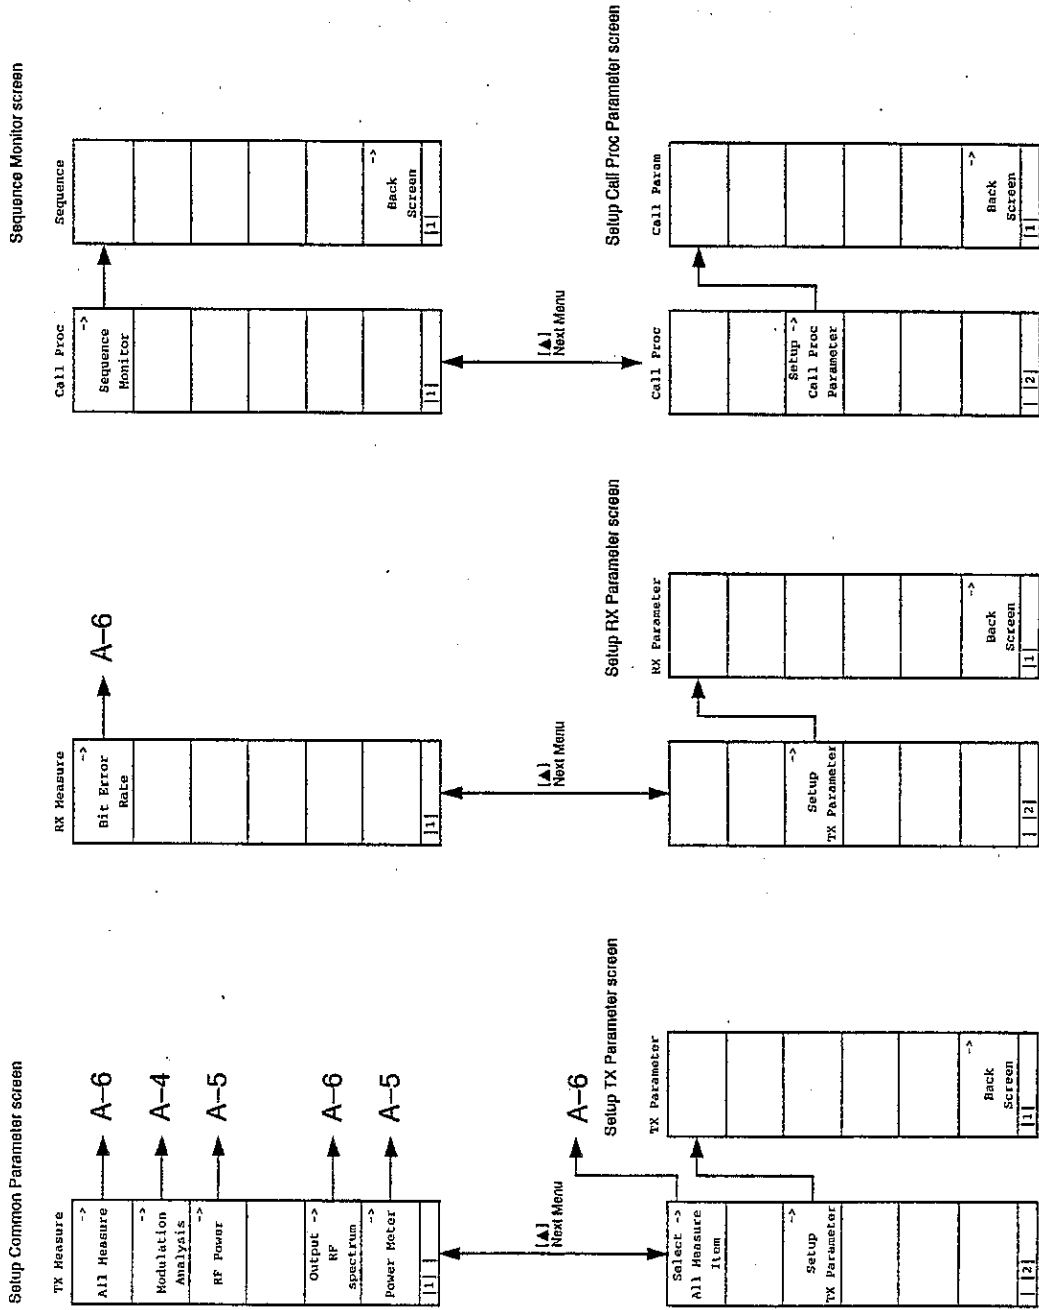 Setup Common Parameter screen
TX Measure
->
All Measure
A-6
->
Modulation
Analysis
A-4
->
RF Power
A-5
Output ->
RF
spectrum
A-6
->
Power Meter
A-5
|1| |
[▲]
Next Menu
Select ->
All Measure
Item
A-6
->
Setup
TX Parameter
| |2|
Setup TX Parameter screen
TX Parameter
->
Back
Screen
|1|
RX Measure
->
Bit Error
Rate
A-6
|1|
[▲]
Next Menu
->
Setup
TX Parameter
| |2|
Setup RX Parameter screen
RX Parameter
->
Back
Screen
|1|
Sequence Monitor screen
Call Proc
->
Sequence
Monitor
|1|
Sequence
->
Back
Screen
|1|
[▲]
Next Menu
Call Proc
Setup ->
Call Proc
Parameter
| |2|
Setup Call Proc Parameter screen
Call Param
->
Back
Screen
|1|